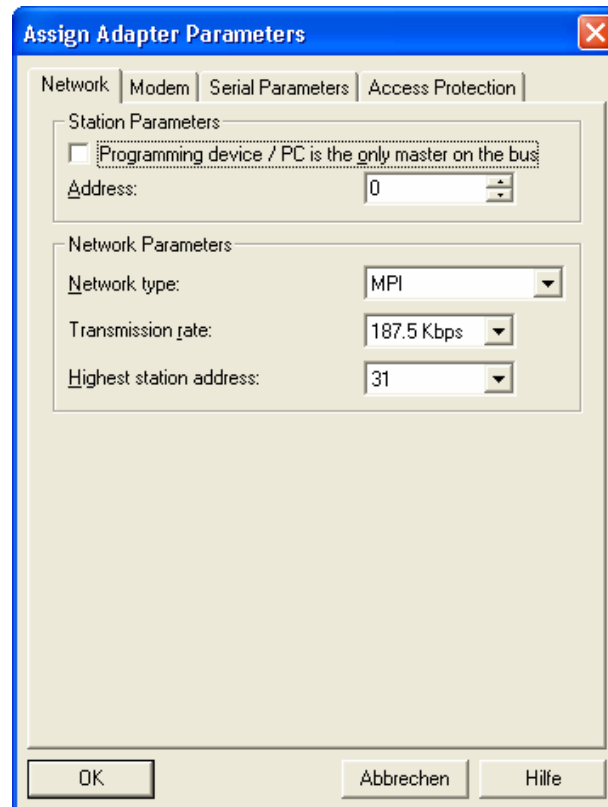 Assign Adapter Parameters
Network Modem Serial Parameters Access Protection
Station Parameters
Programming device / PC is the only master on the bus
Address: 0
Network Parameters
Network type: MPI
Transmission rate: 187.5 Kbps
Highest station address: 31
OK Abbrechen Hilfe